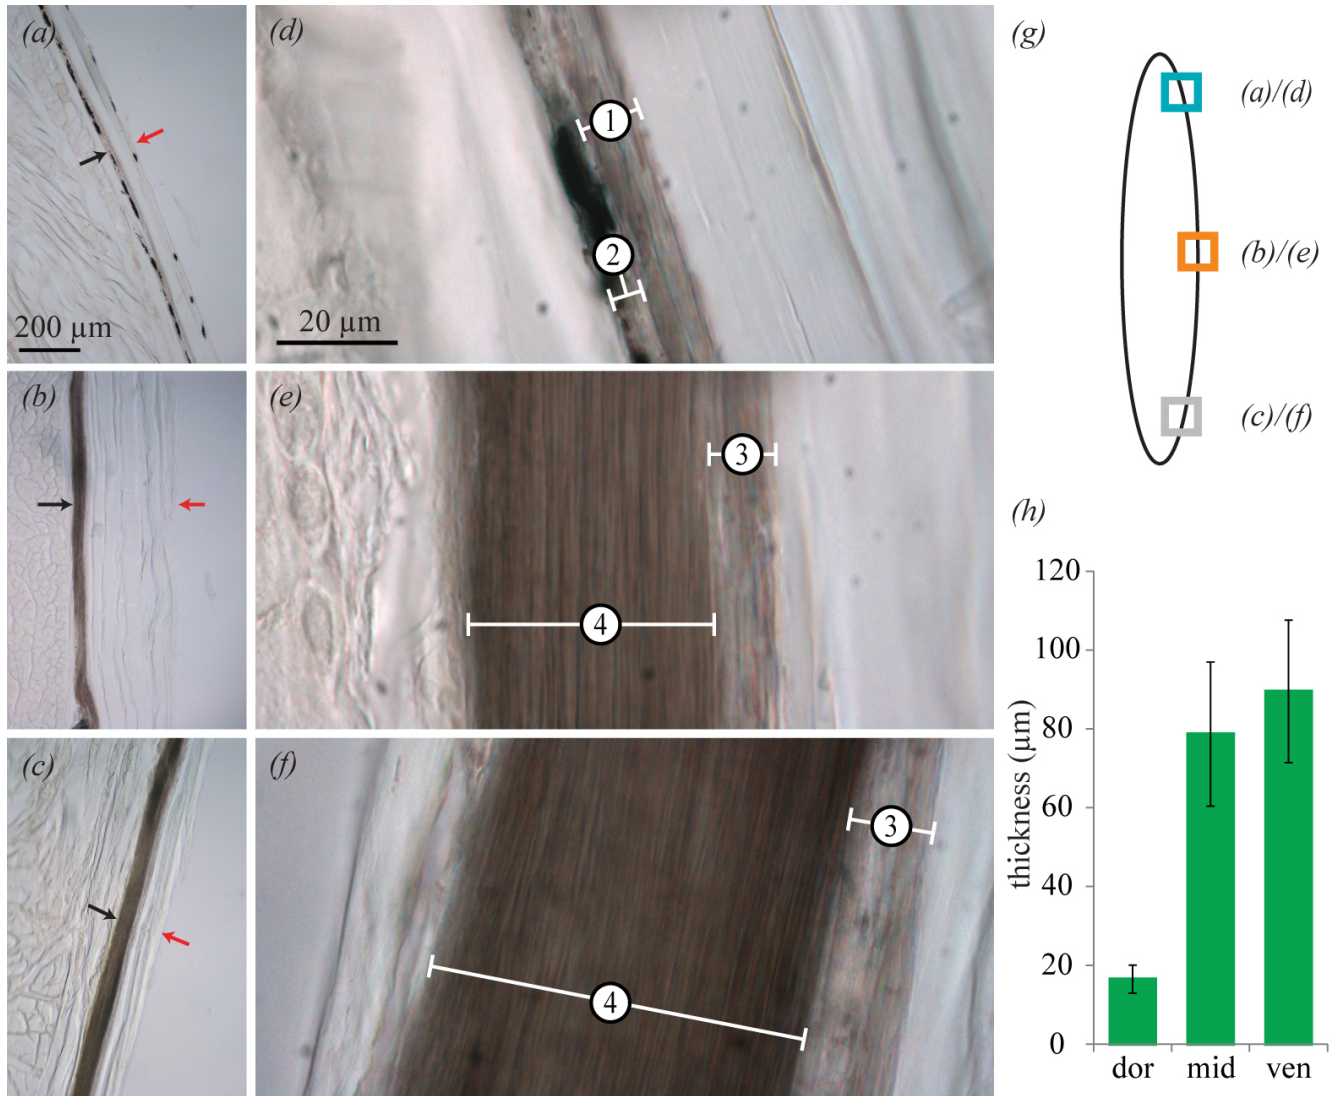 (a)
200 µm
(b)
(c)
(d)
1
2
20 µm
(e)
3
4
(f)
3
4
(g)
(a)/(d)
(b)/(e)
(c)/(f)
(h)
thickness (µm)
120
100
80
60
40
20
0
dor mid ven